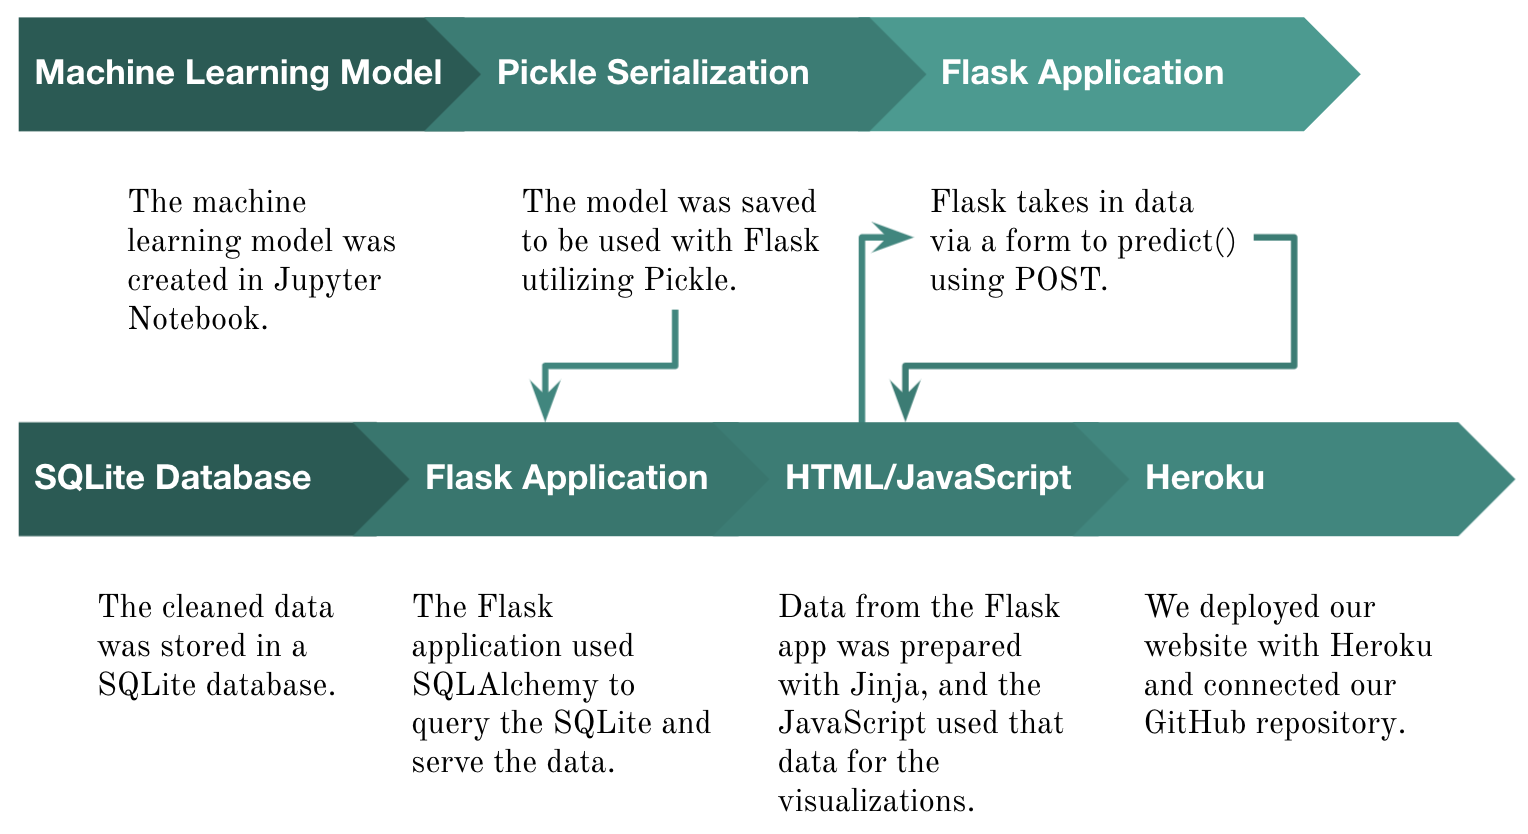 Machine Learning Model
Pickle Serialization
Flask Application
The machine
learning model was
created in Jupyter
Notebook.
The model was saved
to be used with Flask
utilizing Pickle.
Flask takes in data
via a form to predict()
using POST.
SQLite Database
Flask Application
HTML/JavaScript
Heroku
The cleaned data
was stored in a
SQLite database.
The Flask
application used
SQLAlchemy to
query the SQLite and
serve the data.
Data from the Flask
app was prepared
with Jinja, and the
JavaScript used that
data for the
visualizations.
We deployed our
website with Heroku
and connected our
GitHub repository.